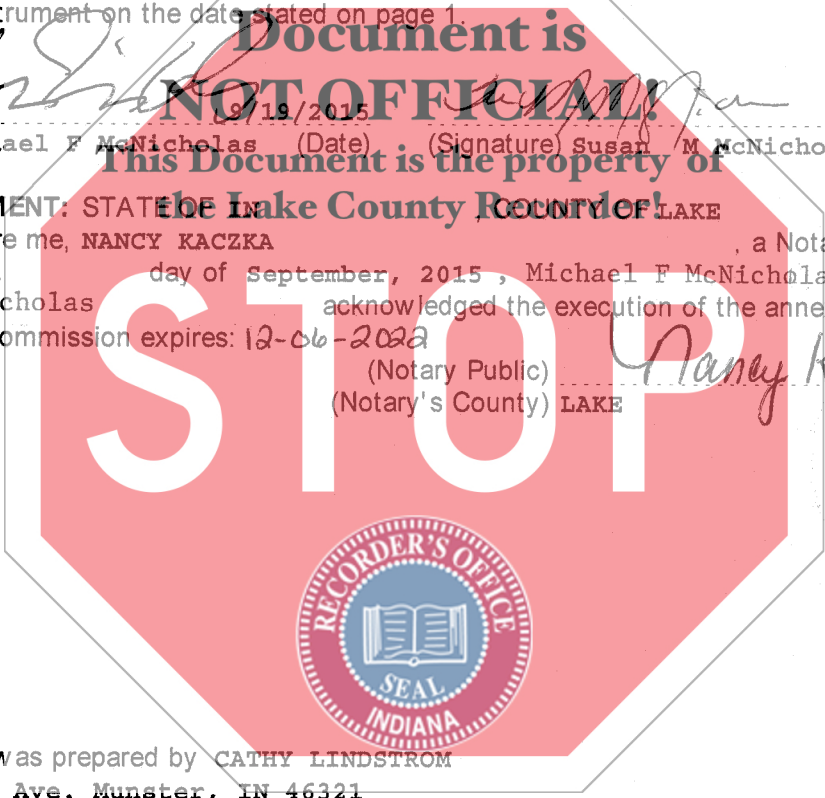 trument on the date stated on page 1.
Document is
NOT OFFICIAL!
9/19/2015
ael F McNicholas (Date) (Signature) Susan M McNicho
This Document is the property of
the Lake County Recorder!
ENT: STATE OF IN , COUNTY OF LAKE
e me, NANCY KACZKA , a Nota
day of September, 2015 , Michael F McNichola
cholas acknowledged the execution of the anne
ommission expires: 12-06-2022
(Notary Public) Nancy K
(Notary's County) LAKE
STOP
RECORDER'S OFFICE
SEAL
INDIANA
was prepared by CATHY LINDSTROM
Ave, Munster, IN 46321